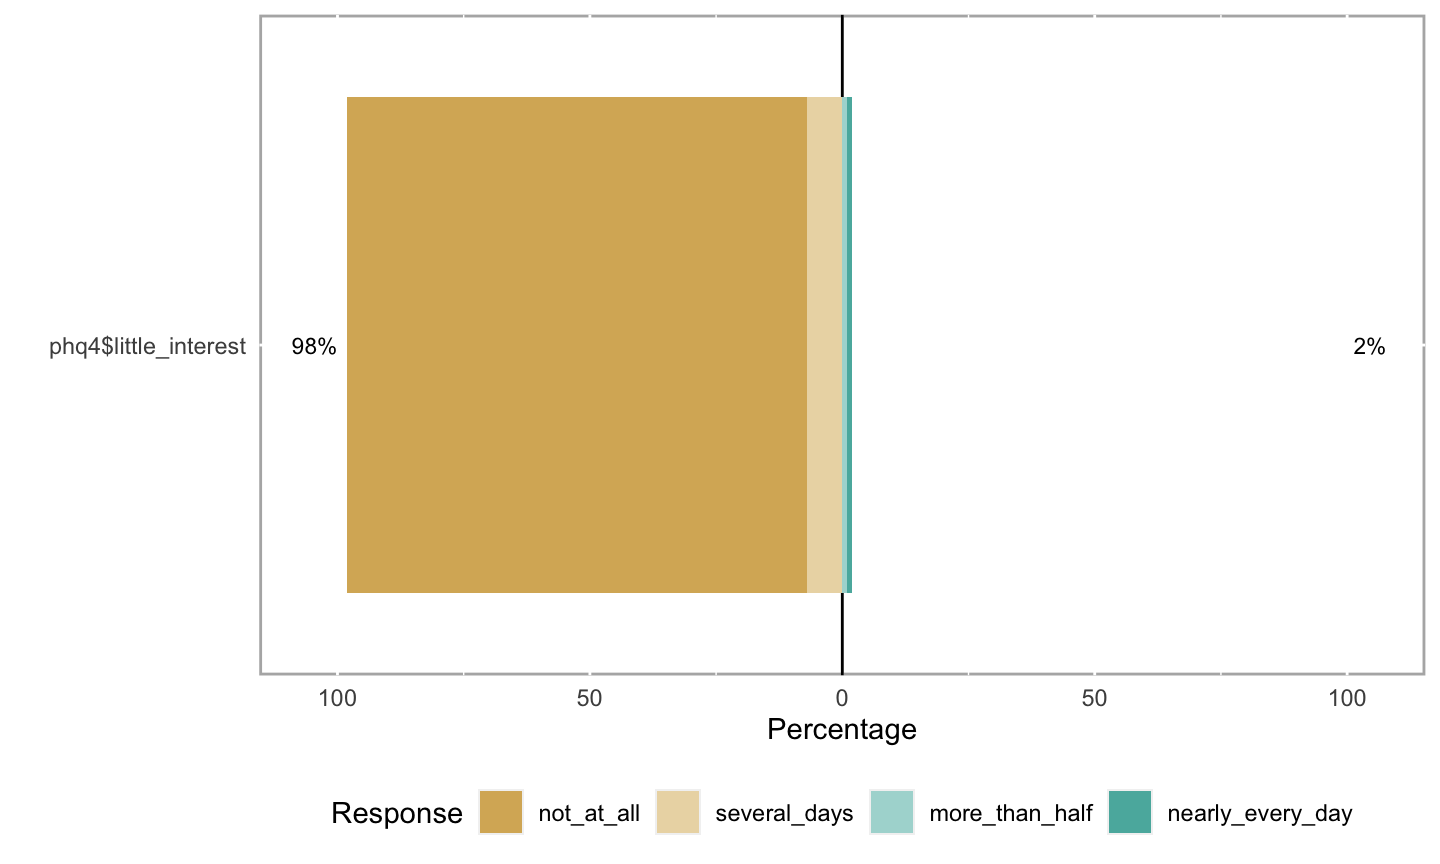 phq4$little_interest 98% 2%
100 50 0 50 100
Percentage
Response not_at_all several_days more_than_half nearly_every_day